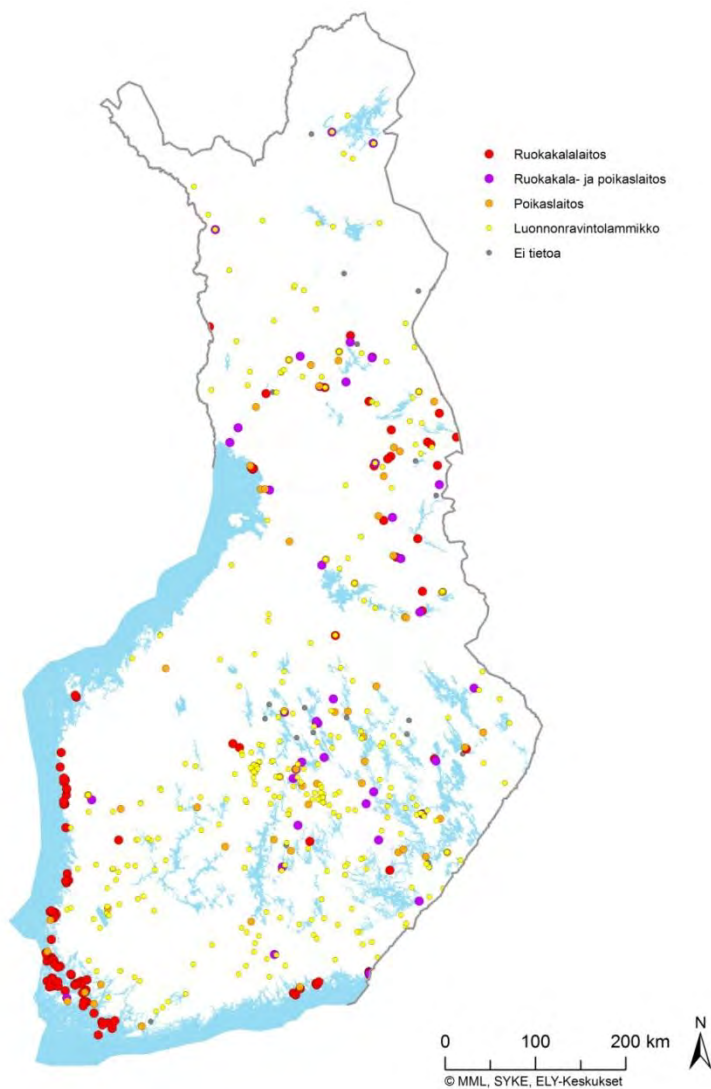 Ruokakalalaitos
Ruokakala- ja poikaslaitos
Poikaslaitos
Luonnonravintolammikko
Ei tietoa
N
0 100 200 km
© MML, SYKE, ELY-Keskukset